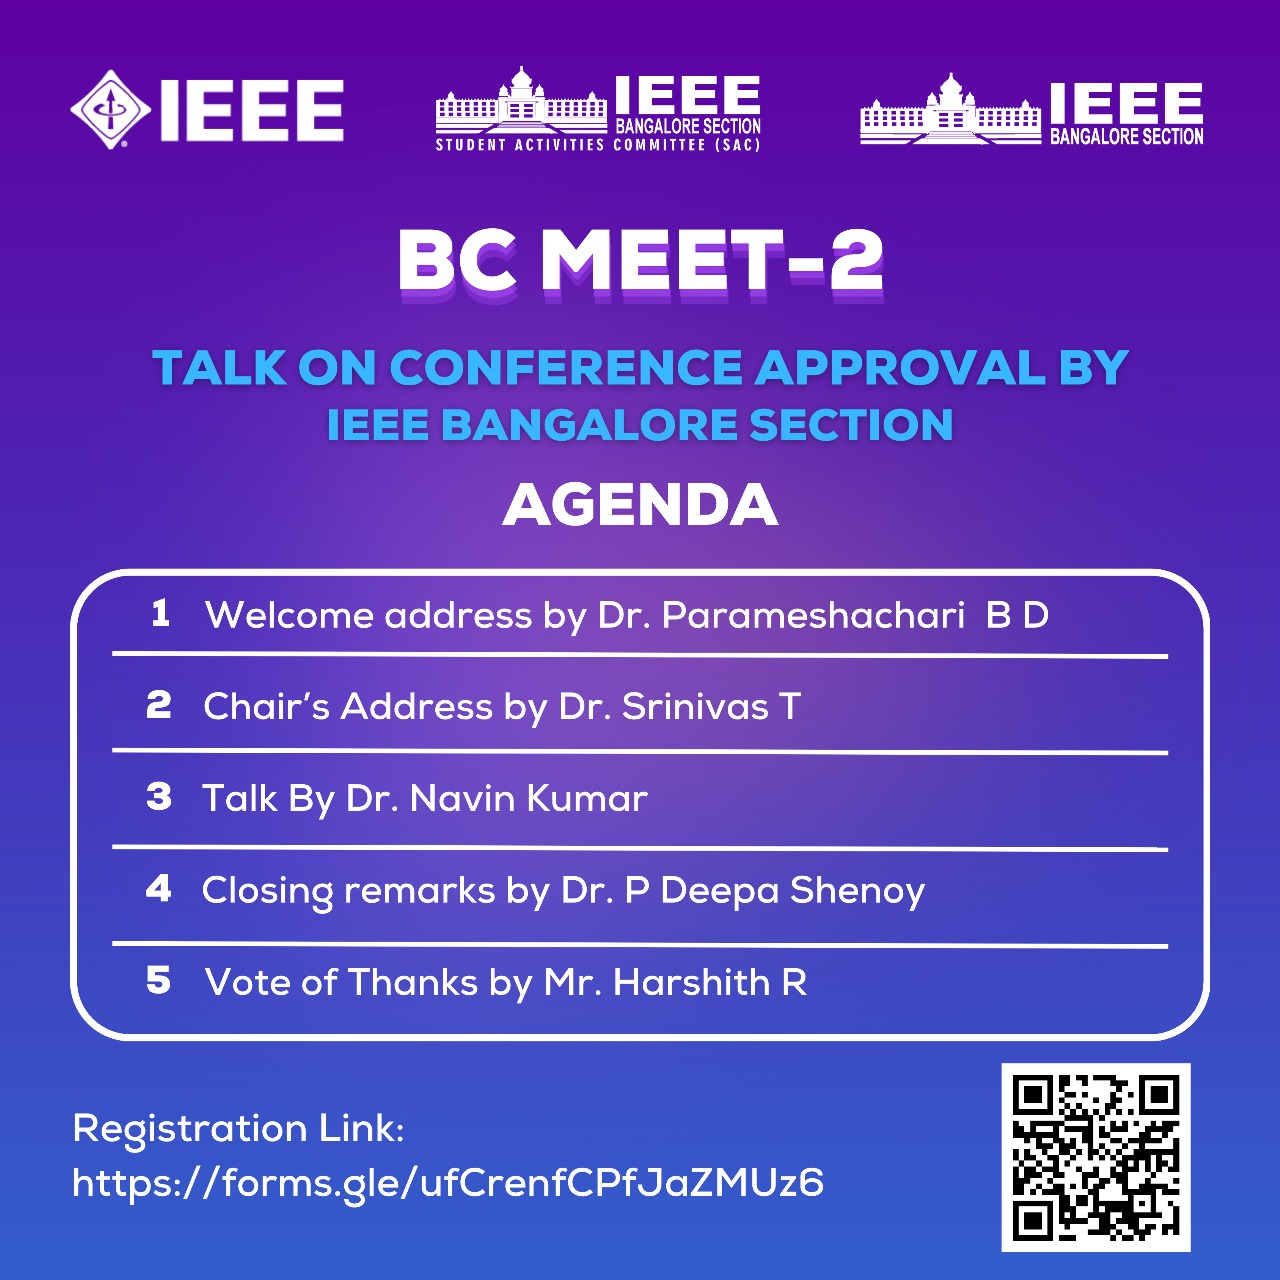 IEEE
IEEE
BANGALORE SECTION
STUDENT ACTIVITIES COMMITTEE (SAC)
IEEE
BANGALORE SECTION
BC MEET-2
TALK ON CONFERENCE APPROVAL BY
IEEE BANGALORE SECTION
AGENDA
1 Welcome address by Dr. Parameshachari B D
2 Chair's Address by Dr. Srinivas T
3 Talk By Dr. Navin Kumar
4 Closing remarks by Dr. P Deepa Shenoy
5 Vote of Thanks by Mr. Harshith R
Registration Link:
https://forms.gle/ufCrenfCPfJaZMUz6